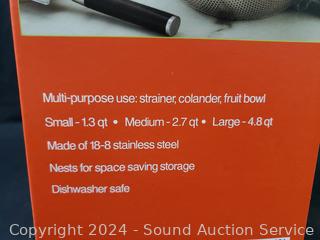 Multi-purpose use: strainer, colander, fruit bowl
Small - 1.3 qt • Medium - 2.7 qt • Large - 4.8 qt
Made of 18-8 stainless steel
Nests for space saving storage
Dishwasher safe
Copyright 2024 - Sound Auction Service